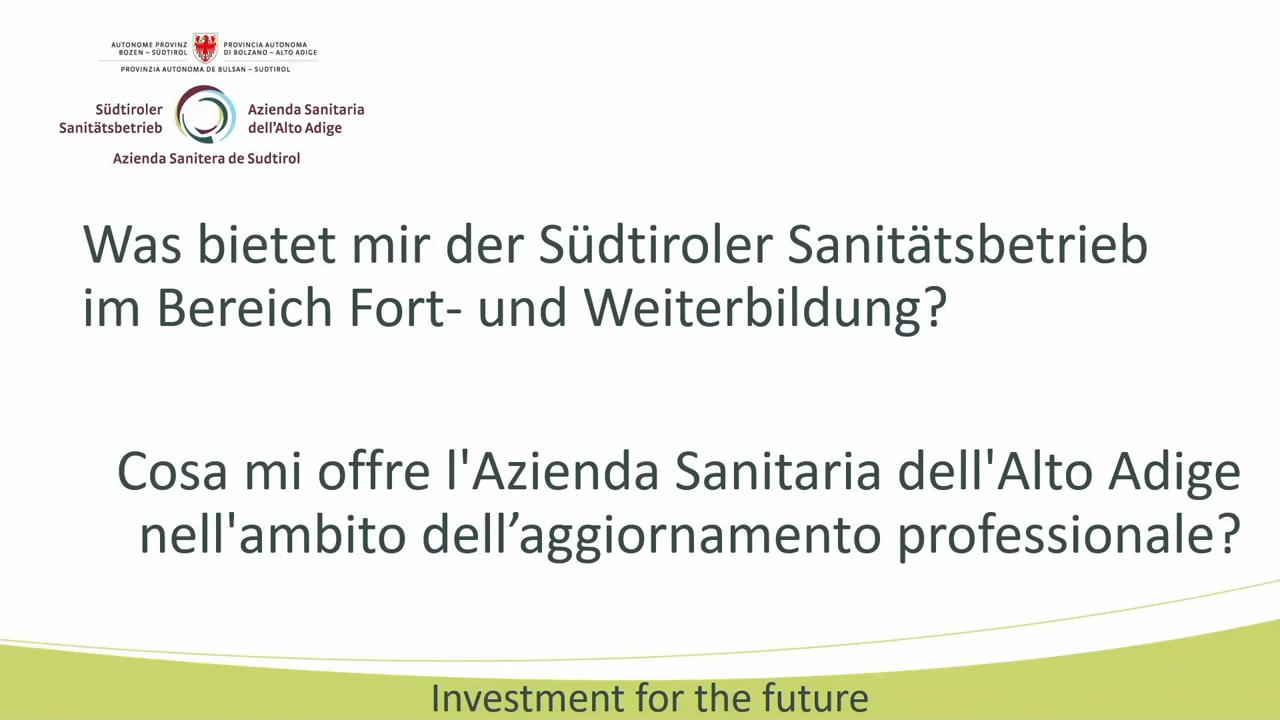 AUTONOME PROVINZ
BOZEN – SÜDTIROL
PROVINCIA AUTONOMA
DI BOLZANO – ALTO ADIGE
PROVINZIA AUTONOMA DE BULSAN – SUDTIROL
Südtiroler
Sanitätsbetrieb
Azienda Sanitaria
dell'Alto Adige
Azienda Sanitera de Sudtirol
Was bietet mir der Südtiroler Sanitätsbetrieb
im Bereich Fort- und Weiterbildung?
Cosa mi offre l'Azienda Sanitaria dell'Alto Adige
nell'ambito dell’aggiornamento professionale?
Investment for the future